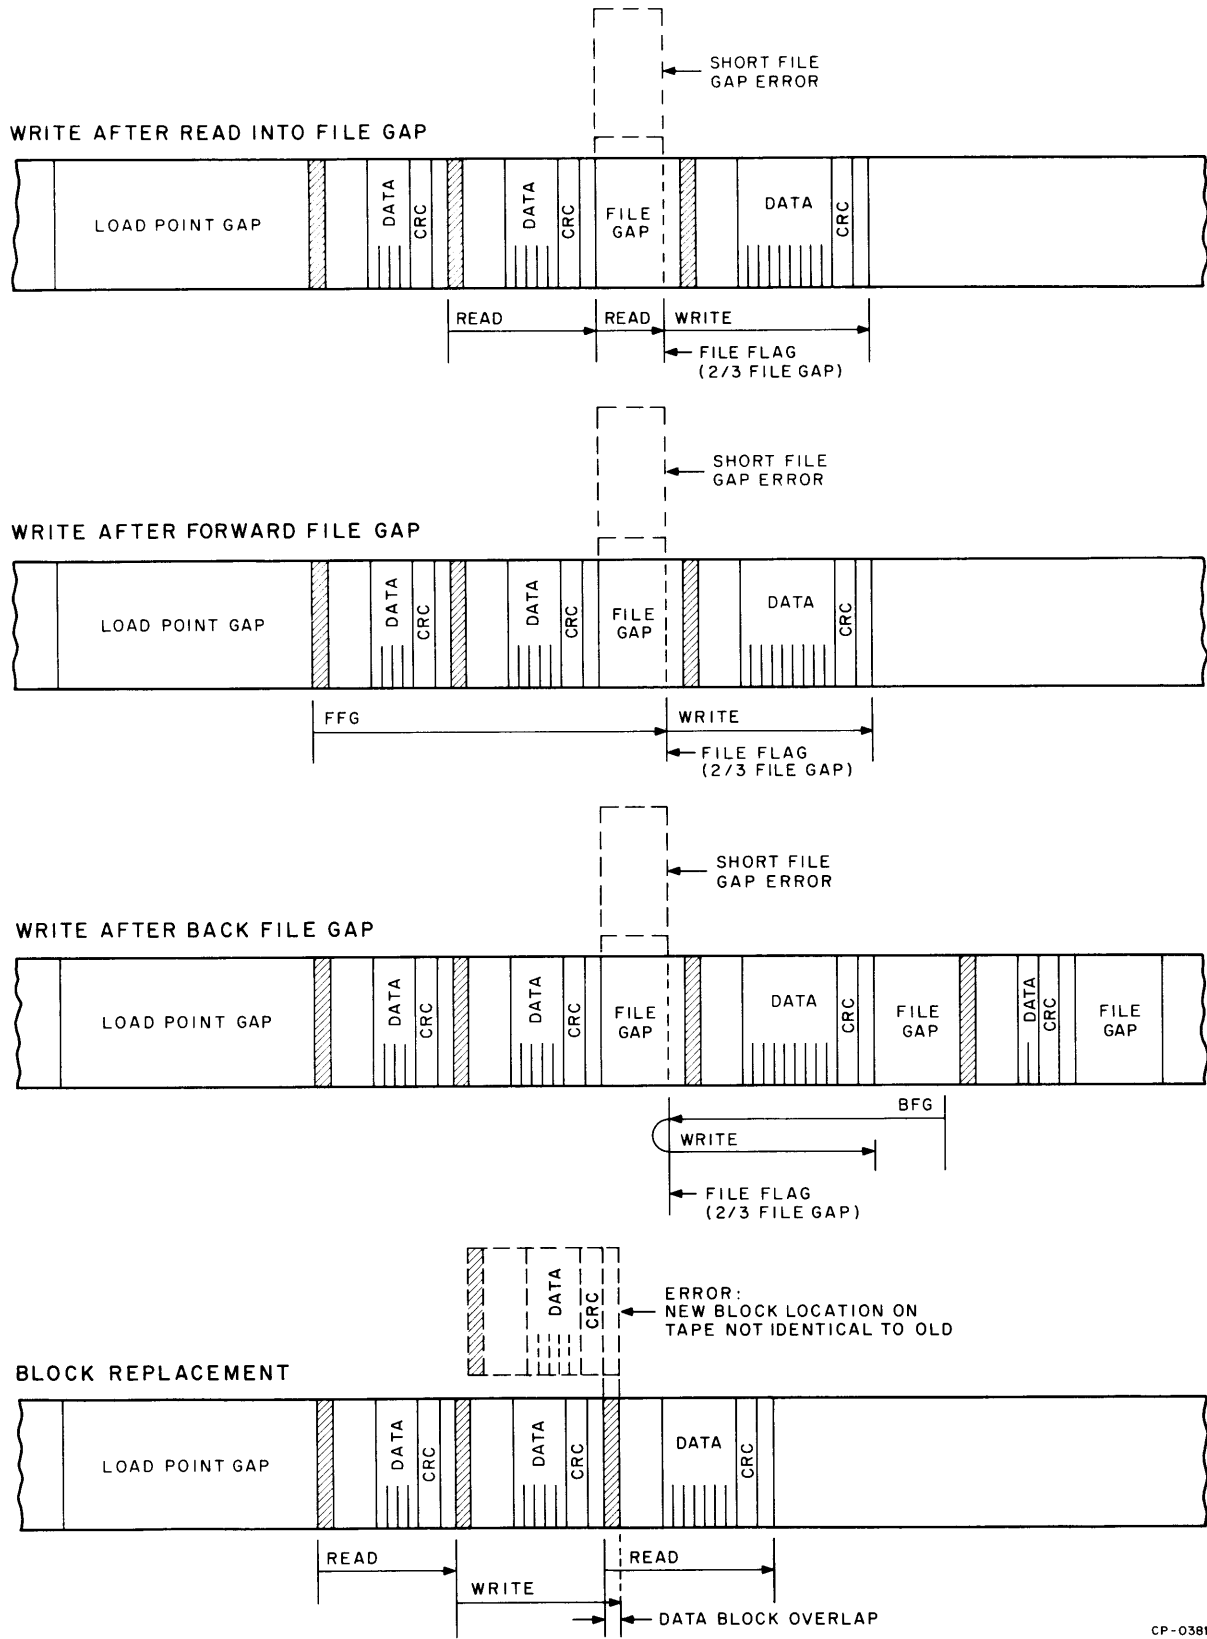 SHORT FILE
GAP ERROR
WRITE AFTER READ INTO FILE GAP
LOAD POINT GAP
DATA
CRC
DATA
CRC
FILE
GAP
DATA
CRC
READ
READ
WRITE
FILE FLAG
(2/3 FILE GAP)
SHORT FILE
GAP ERROR
WRITE AFTER FORWARD FILE GAP
LOAD POINT GAP
DATA
CRC
DATA
CRC
FILE
GAP
DATA
CRC
FFG
WRITE
FILE FLAG
(2/3 FILE GAP)
SHORT FILE
GAP ERROR
WRITE AFTER BACK FILE GAP
LOAD POINT GAP
DATA
CRC
DATA
CRC
FILE
GAP
DATA
CRC
FILE
GAP
DATA
CRC
FILE
GAP
BFG
WRITE
FILE FLAG
(2/3 FILE GAP)
DATA
CRC
ERROR:
NEW BLOCK LOCATION ON
TAPE NOT IDENTICAL TO OLD
BLOCK REPLACEMENT
LOAD POINT GAP
DATA
CRC
DATA
CRC
DATA
CRC
READ
READ
WRITE
DATA BLOCK OVERLAP
CP-0381